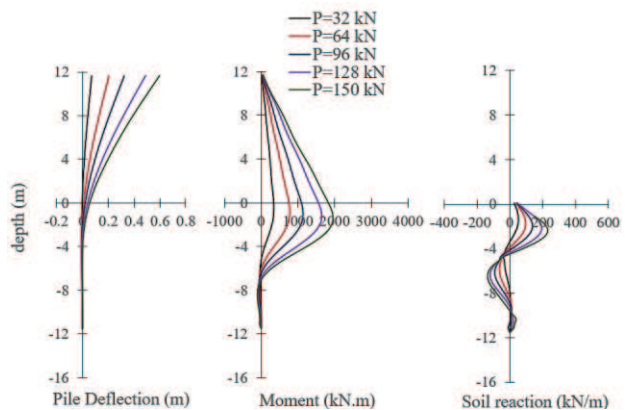 P=32 kN
P=64 kN
P=96 kN
P=128 kN
P=150 kN
depth (m)
12
8
4
0
-4
-8
-12
-16
-0.2 0 0.2 0.4 0.6 0.8
Pile Deflection (m)
12
8
4
0
-4
-8
-12
-16
0 1000 2000 3000 4000
Moment (kN.m)
12
8
4
0
-4
-8
-12
-16
-400 -200 0 200 400
Soil reaction (kN/m)